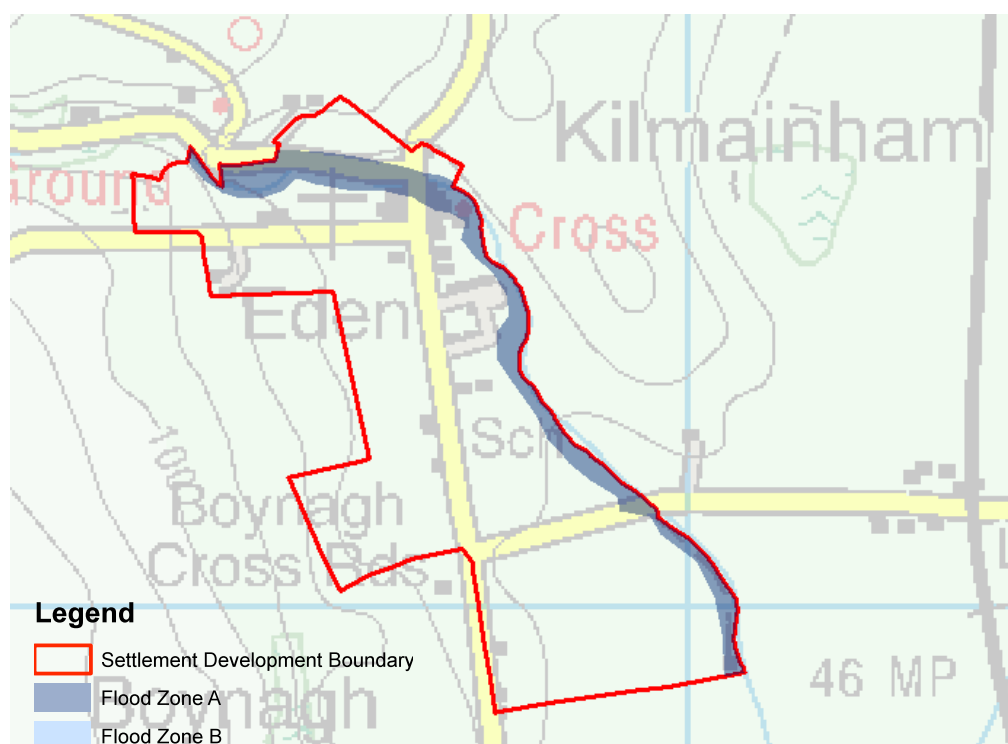 Kilmainham
Ground
Cross
Eden
Sch
100
Boynagh
Cross Rds
Legend
Settlement Development Boundary
Boynagh
46 MP
Flood Zone A
Flood Zone B